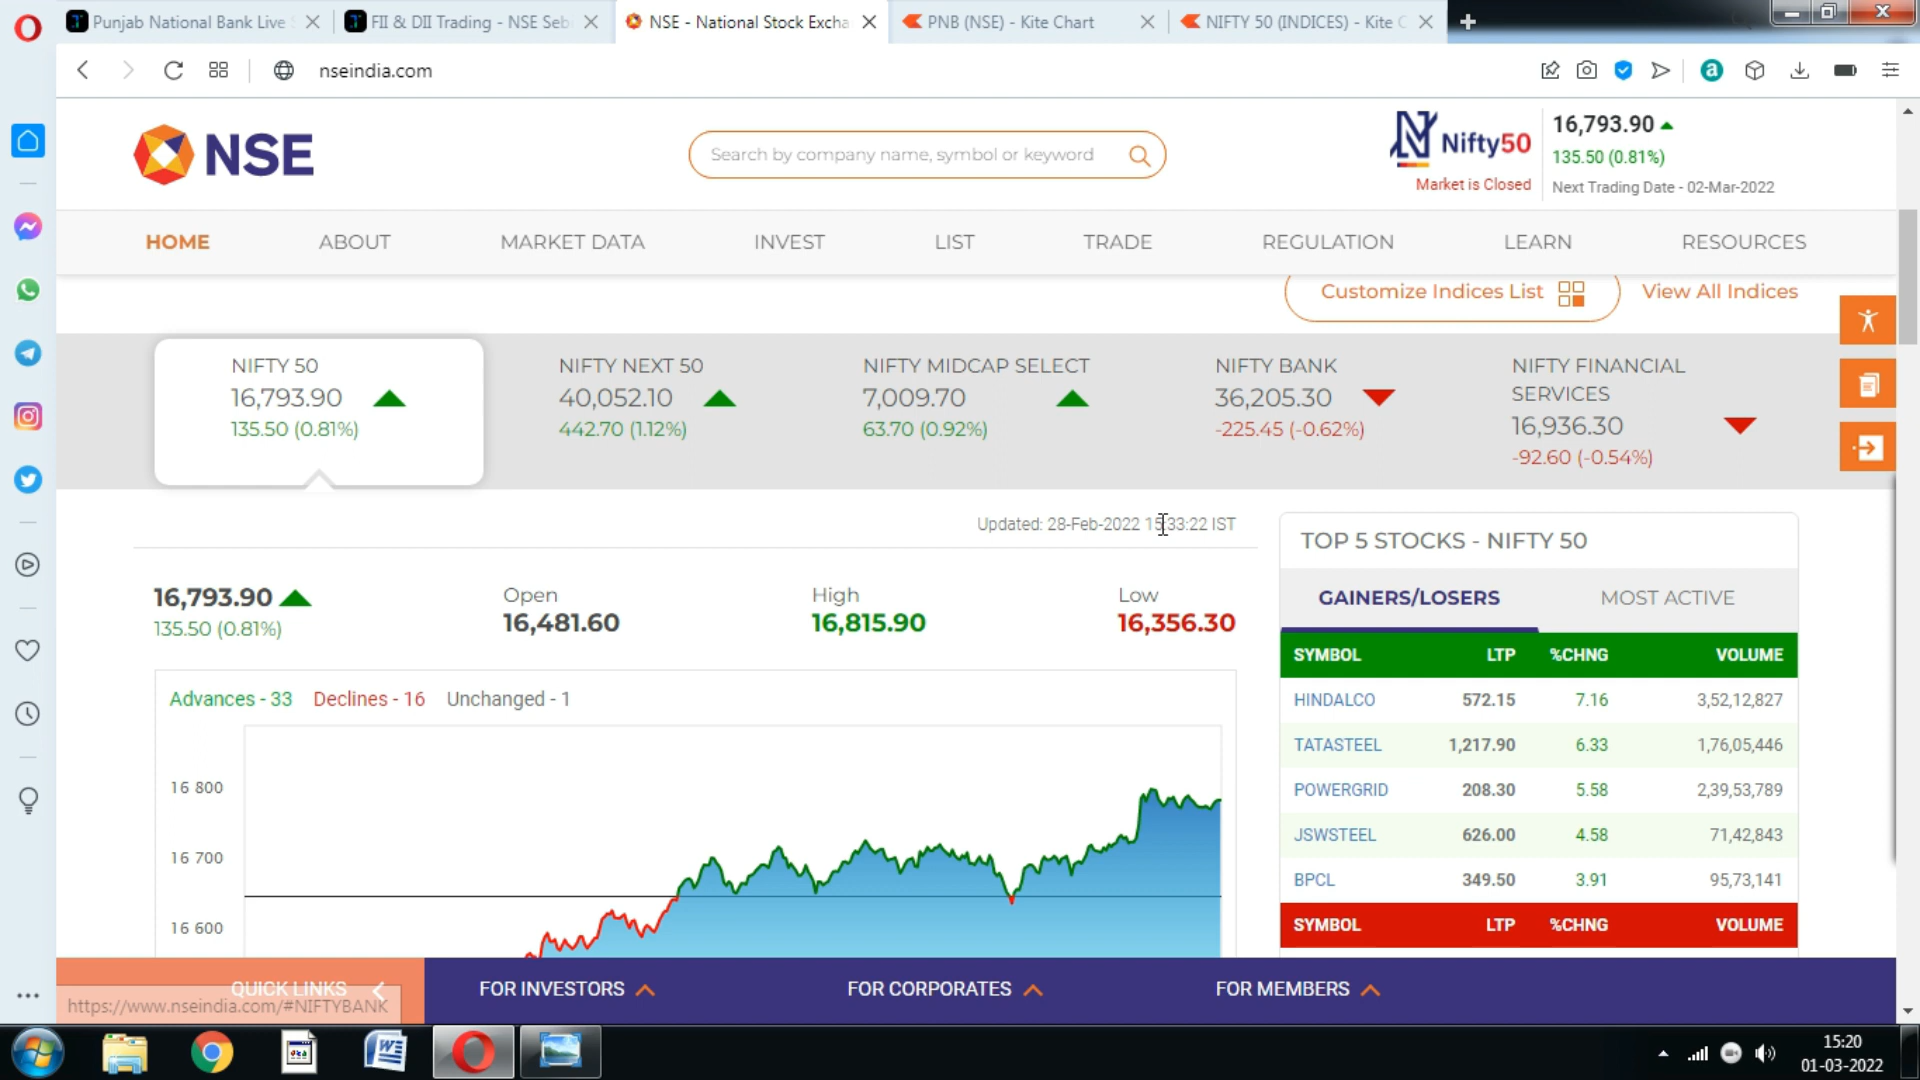 Punjab National Bank Live
FII & DII Trading - NSE Seb
NSE - National Stock Excha
PNB (NSE) - Kite Chart
NIFTY 50 (INDICES) - Kite C
nseindia.com
NSE
Search by company name, symbol or keyword
Nifty50
Market is Closed
16,793.90
135.50 (0.81%)
Next Trading Date - 02-Mar-2022
HOME
ABOUT
MARKET DATA
INVEST
LIST
TRADE
REGULATION
LEARN
RESOURCES
Customize Indices List
View All Indices
NIFTY 50
16,793.90
135.50 (0.81%)
NIFTY NEXT 50
40,052.10
442.70 (1.12%)
NIFTY MIDCAP SELECT
7,009.70
63.70 (0.92%)
NIFTY BANK
36,205.30
-225.45 (-0.62%)
NIFTY FINANCIAL
SERVICES
16,936.30
-92.60 (-0.54%)
Updated: 28-Feb-2022 15:33:22 IST
16,793.90
135.50 (0.81%)
Open
16,481.60
High
16,815.90
Low
16,356.30
Advances - 33 Declines - 16 Unchanged - 1
16 800
16 700
16 600
TOP 5 STOCKS - NIFTY 50
GAINERS/LOSERS
MOST ACTIVE
SYMBOL LTP %CHNG VOLUME
HINDALCO 572.15 7.16 3,52,12,827
TATASTEEL 1,217.90 6.33 1,76,05,446
POWERGRID 208.30 5.58 2,39,53,789
JSWSTEEL 626.00 4.58 71,42,843
BPCL 349.50 3.91 95,73,141
SYMBOL LTP %CHNG VOLUME
QUICK LINKS
FOR INVESTORS
FOR CORPORATES
FOR MEMBERS
https://www.nseindia.com/#NIFTYBANK
15:20
01-03-2022